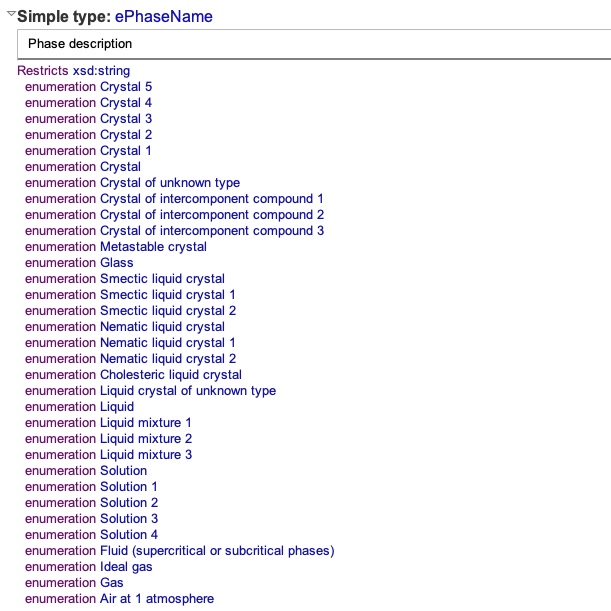 Simple type: ePhaseName
Phase description
Restricts xsd:string
enumeration Crystal 5
enumeration Crystal 4
enumeration Crystal 3
enumeration Crystal 2
enumeration Crystal 1
enumeration Crystal
enumeration Crystal of unknown type
enumeration Crystal of intercomponent compound 1
enumeration Crystal of intercomponent compound 2
enumeration Crystal of intercomponent compound 3
enumeration Metastable crystal
enumeration Glass
enumeration Smectic liquid crystal
enumeration Smectic liquid crystal 1
enumeration Smectic liquid crystal 2
enumeration Nematic liquid crystal
enumeration Nematic liquid crystal 1
enumeration Nematic liquid crystal 2
enumeration Cholesteric liquid crystal
enumeration Liquid crystal of unknown type
enumeration Liquid
enumeration Liquid mixture 1
enumeration Liquid mixture 2
enumeration Liquid mixture 3
enumeration Solution
enumeration Solution 1
enumeration Solution 2
enumeration Solution 3
enumeration Solution 4
enumeration Fluid (supercritical or subcritical phases)
enumeration Ideal gas
enumeration Gas
enumeration Air at 1 atmosphere